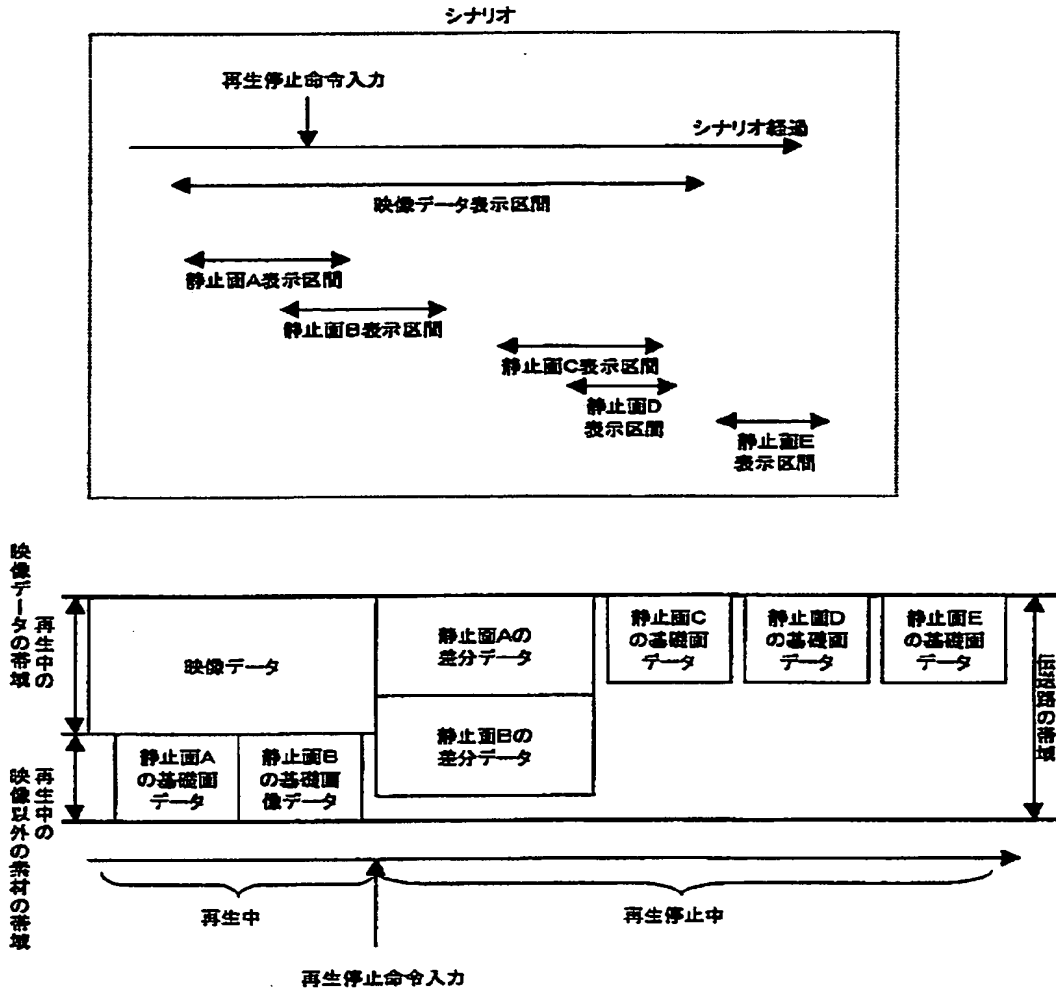 シナリオ
再生停止命令入力
シナリオ経過
映像データ表示区間
静止画A表示区間
静止画B表示区間
静止画C表示区間
静止画D
表示区間
静止画E
表示区間
再生中の
映像データの帯域
映像データ
静止画Aの
差分データ
静止画Bの
差分データ
静止画C
の基礎画
データ
静止画D
の基礎画
データ
静止画E
の基礎画
データ
伝送路の帯域
再生中の
映像以外の素材の帯域
静止画A
の基礎画
データ
静止画B
の基礎画
像データ
再生中
再生停止中
再生停止命令入力